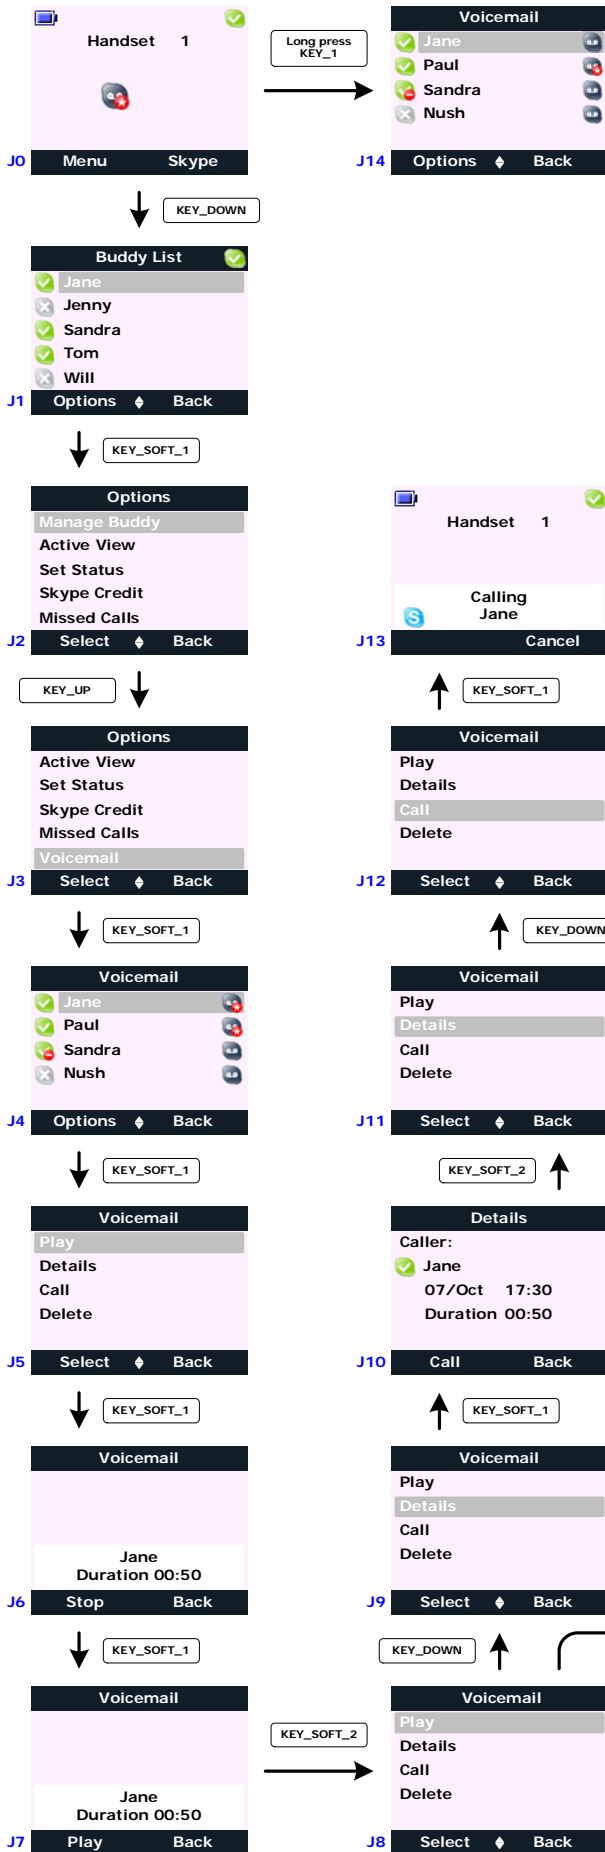 Handset 1
J0 Menu Skype
Long press
KEY_1
Voicemail
Jane
Paul
Sandra
Nush
J14 Options Back
KEY_DOWN
Buddy List
Jane
Jenny
Sandra
Tom
Will
J1 Options Back
KEY_SOFT_1
Options
Manage Buddy
Active View
Set Status
Skype Credit
Missed Calls
J2 Select Back
Handset 1
Calling
Jane
J13 Cancel
KEY_UP
KEY_SOFT_1
Options
Active View
Set Status
Skype Credit
Missed Calls
Voicemail
J3 Select Back
Voicemail
Play
Details
Call
Delete
J12 Select Back
KEY_SOFT_1
KEY_DOWN
Voicemail
Jane
Paul
Sandra
Nush
J4 Options Back
Voicemail
Play
Details
Call
Delete
J11 Select Back
KEY_SOFT_1
KEY_SOFT_2
Voicemail
Play
Details
Call
Delete
J5 Select Back
Details
Caller:
Jane
07/Oct 17:30
Duration 00:50
J10 Call Back
KEY_SOFT_1
KEY_SOFT_1
Voicemail
Jane
Duration 00:50
J6 Stop Back
Voicemail
Play
Details
Call
Delete
J9 Select Back
KEY_SOFT_1
KEY_DOWN
Voicemail
Jane
Duration 00:50
J7 Play Back
KEY_SOFT_2
Voicemail
Play
Details
Call
Delete
J8 Select Back